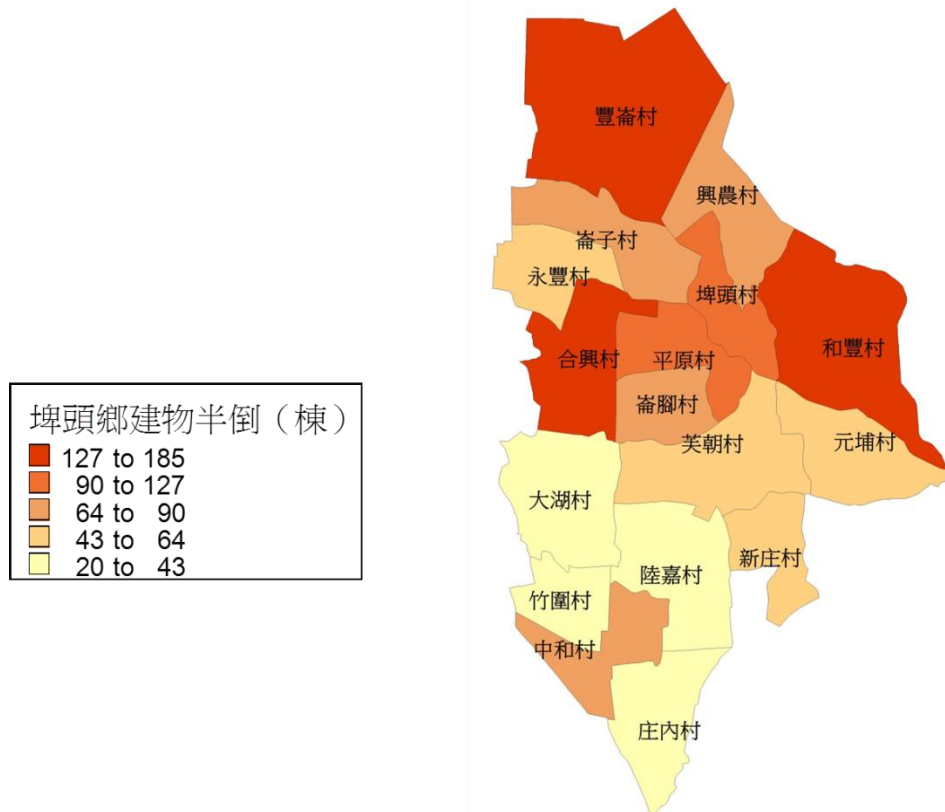 豐崙村
興農村
崙子村
永豐村
埤頭村
和豐村
合興村
平原村
崙腳村
芙朝村
元埔村
大湖村
新庄村
陸嘉村
竹圍村
中和村
庄內村
埤頭鄉建物半倒（棟）
127 to 185
90 to 127
64 to 90
43 to 64
20 to 43